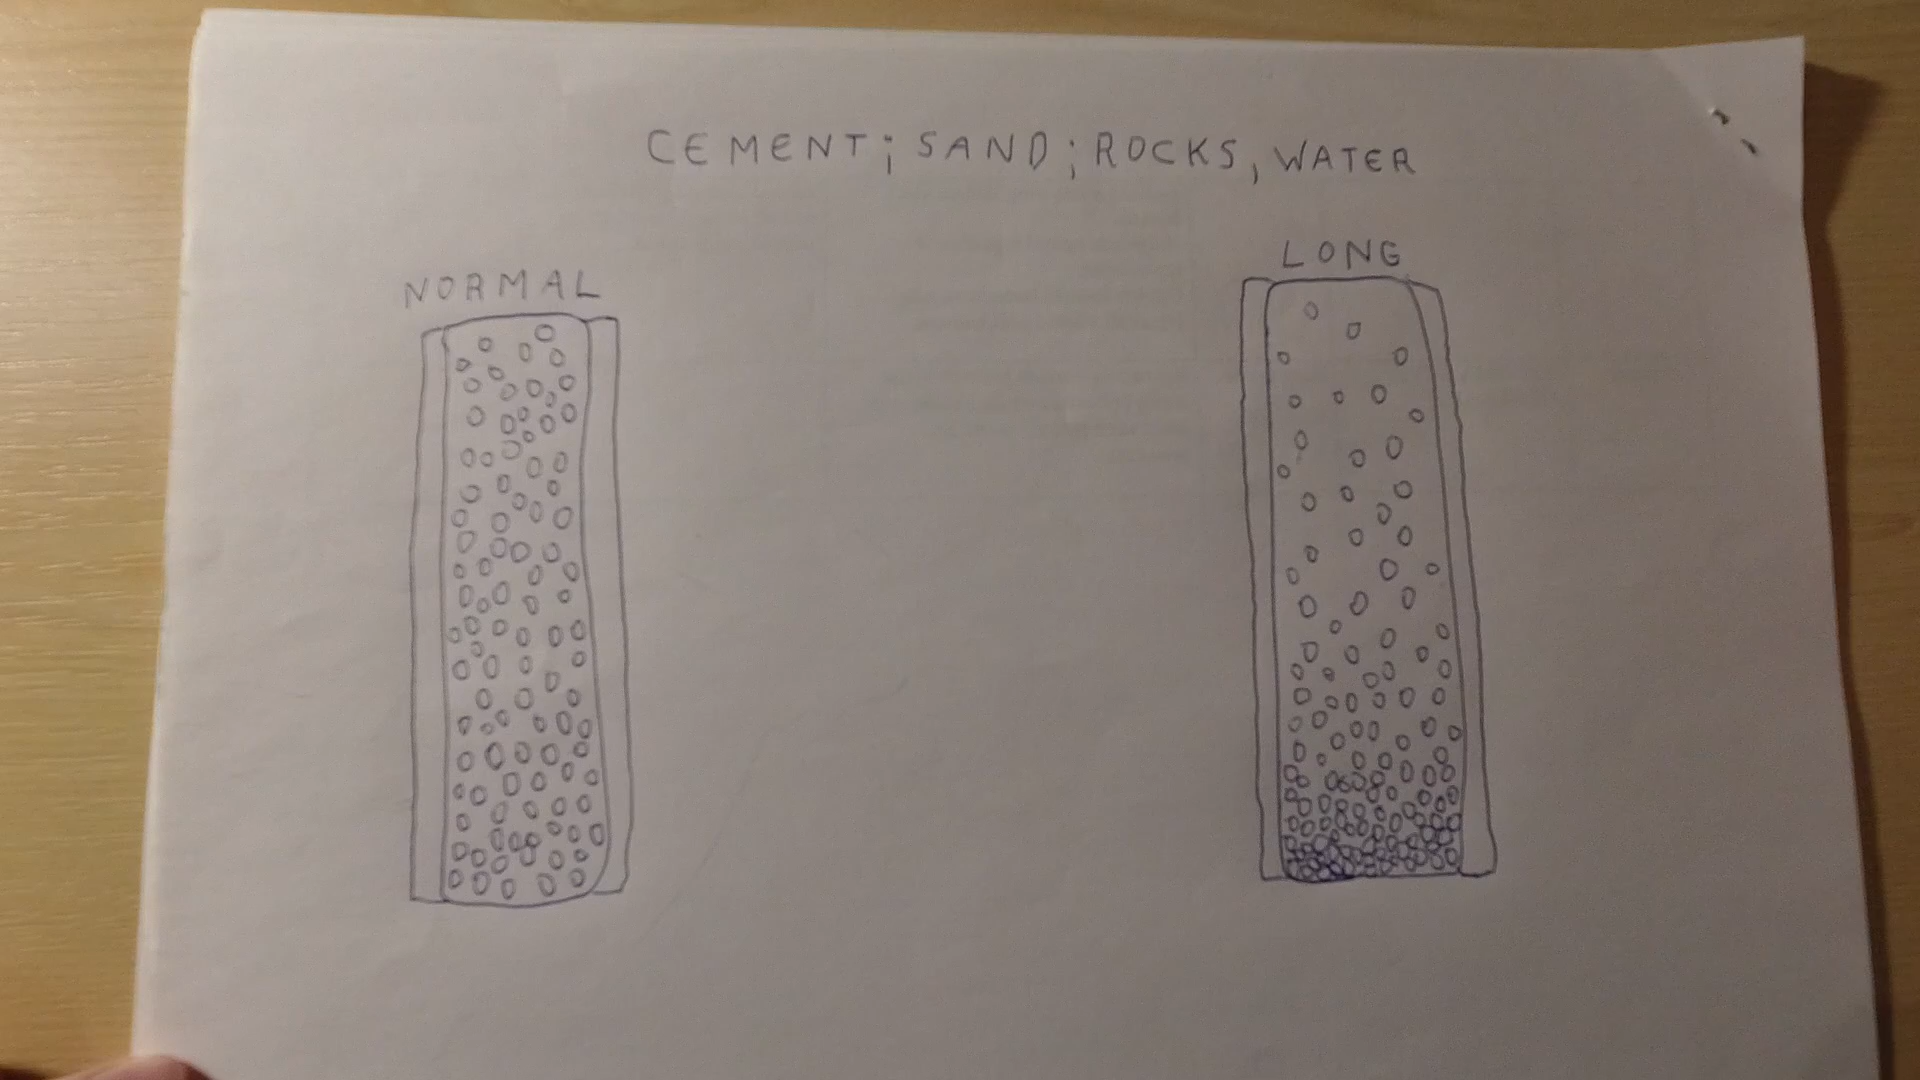 CEMENT; SAND; ROCKS, WATER
NORMAL
LONG